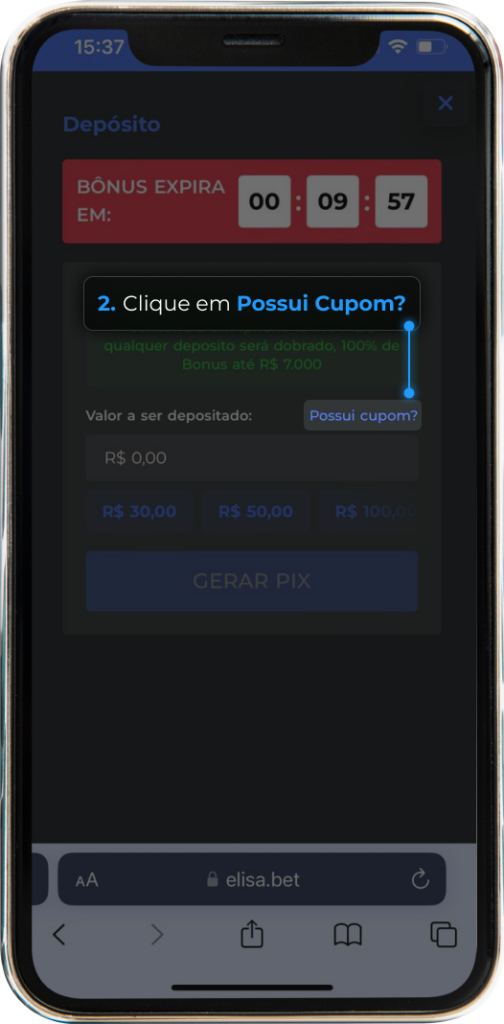 15:37
Depósito
BÔNUS EXPIRA
EM:
00 : 09 : 57
2. Clique em Possui Cupom?
qualquer deposito será dobrado, 100% de
Bonus até R$ 7.000
Valor a ser depositado:
Possui cupom?
R$ 0,00
R$ 30,00
R$ 50,00
R$ 100,00
GERAR PIX
AA
elisa.bet